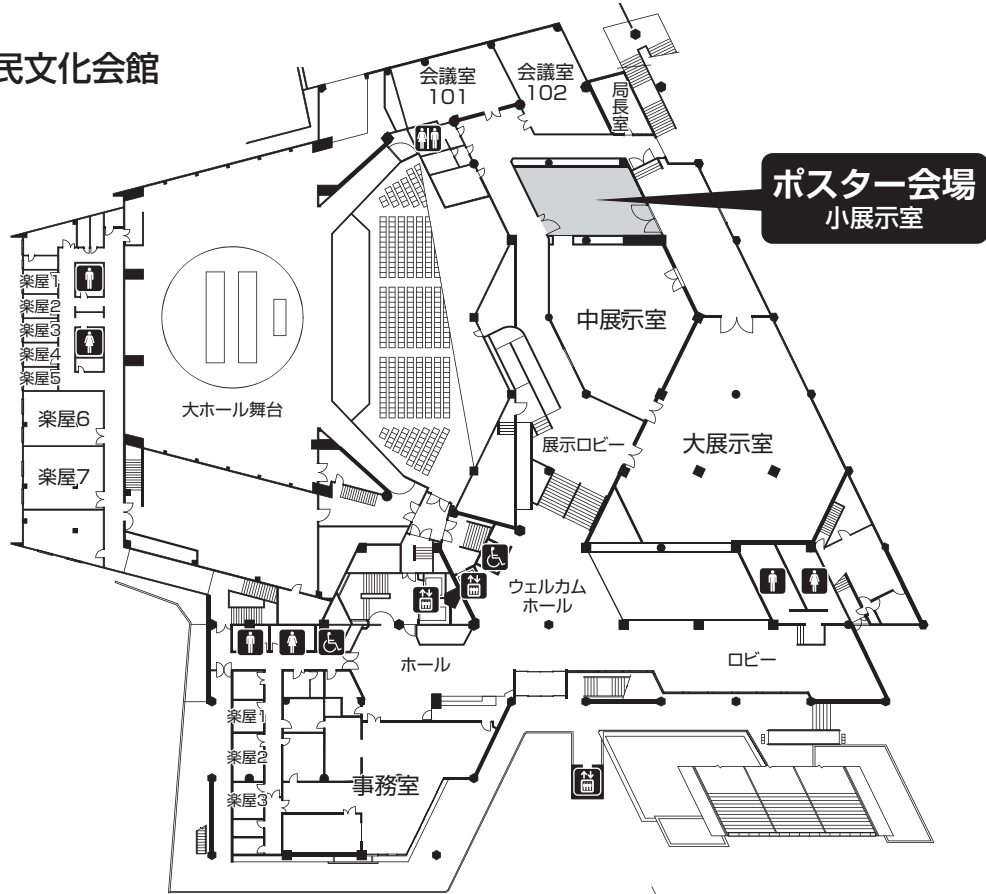 民文化会館
会議室
101
会議室
102
局長室
ポスター会場
小展示室
楽屋1
楽屋2
楽屋3
楽屋4
楽屋5
楽屋6
楽屋7
大ホール舞台
中展示室
展示ロビー
大展示室
ウェルカム
ホール
ホール
ロビー
楽屋1
楽屋2
楽屋3
事務室